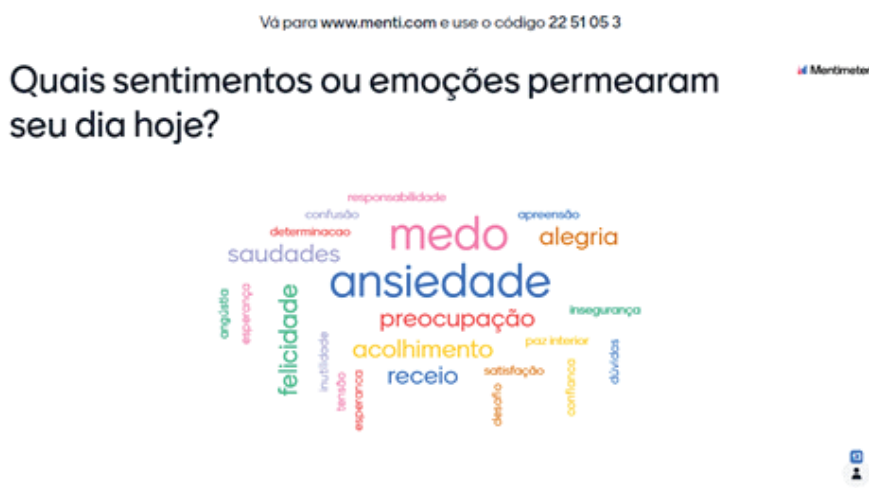 Vá para www.menti.com e use o código 22 51 05 3
Quais sentimentos ou emoções permearam
seu dia hoje?
Mentimeter
responsabilidade
confusão
apreensão
determinacao
medo
alegria
saudades
ansiedade
angústia
esperança
felicidade
preocupação
insegurança
inutilidade
acolhimento
paz interior
dúvidas
tensão
esperanca
receio
satisfação
desafio
confianca